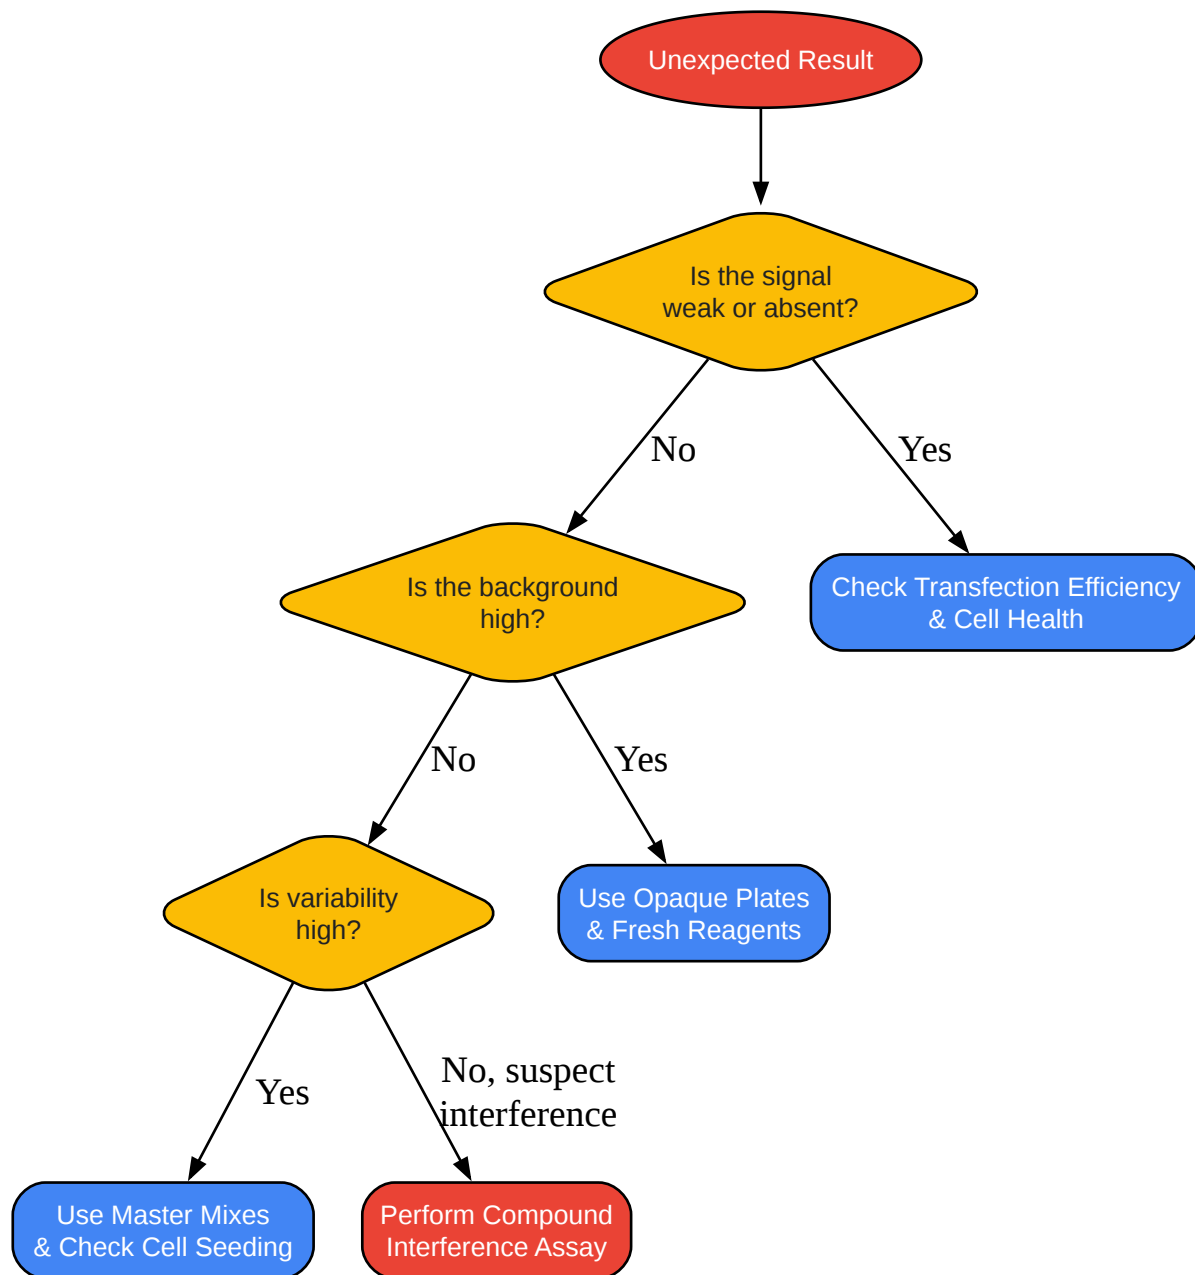 Unexpected Result
Is the signal
weak or absent?
No
Yes
Is the background
high?
Check Transfection Efficiency
& Cell Health
No
Yes
Is variability
high?
Use Opaque Plates
& Fresh Reagents
Yes
No, suspect
interference
Use Master Mixes
& Check Cell Seeding
Perform Compound
Interference Assay